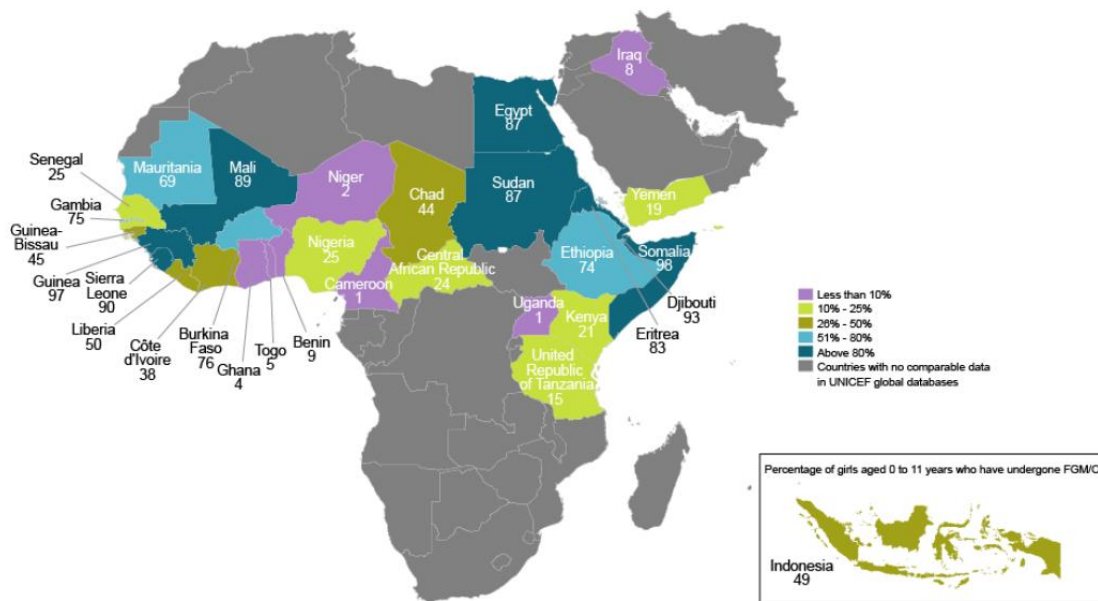 Iraq
8
Egypt
87
Senegal
25
Mauritania
69
Mali
89
Niger
2
Chad
44
Sudan
87
Yemen
19
Gambia
75
Guinea-
Bissau
45
Nigeria
25
Central
African Republic
24
Ethiopia
74
Somalia
98
Guinea
97
Sierra
Leone
90
Cameroon
1
Uganda
1
Kenya
21
Djibouti
93
Eritrea
83
Liberia
50
Côte
d'Ivoire
38
Burkina
Faso
76
Ghana
4
Togo
5
Benin
9
United
Republic
of Tanzania
15
Less than 10%
10% - 25%
26% - 50%
51% - 80%
Above 80%
Countries with no comparable data
in UNICEF global databases
Percentage of girls aged 0 to 11 years who have undergone FGM/C
Indonesia
49